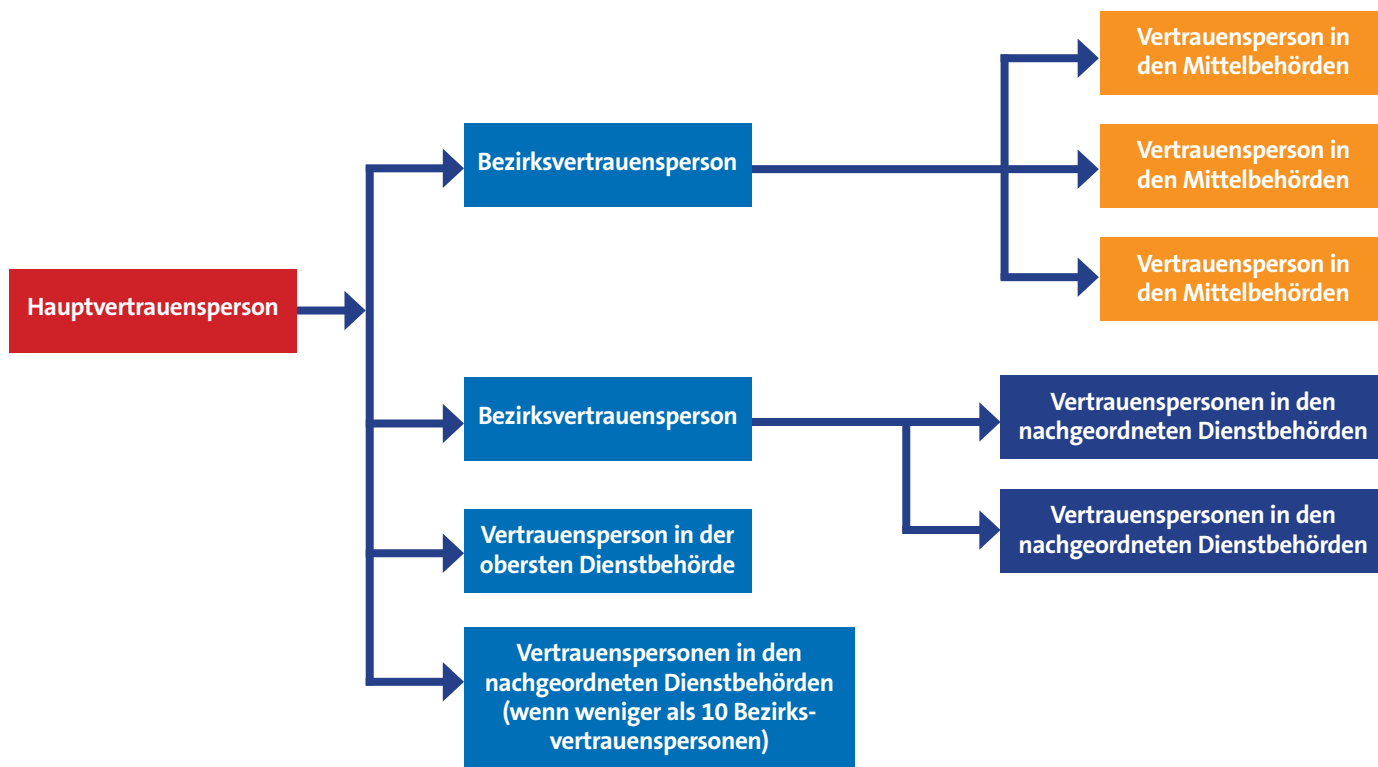 Hauptvertrauensperson
Bezirksvertrauensperson
Vertrauensperson in
den Mittelbehörden
Vertrauensperson in
den Mittelbehörden
Vertrauensperson in
den Mittelbehörden
Bezirksvertrauensperson
Vertrauenspersonen in den
nachgeordneten Dienstbehörden
Vertrauenspersonen in den
nachgeordneten Dienstbehörden
Vertrauensperson in der
obersten Dienstbehörde
Vertrauenspersonen in den
nachgeordneten Dienstbehörden
(wenn weniger als 10 Bezirks-
vertrauenspersonen)